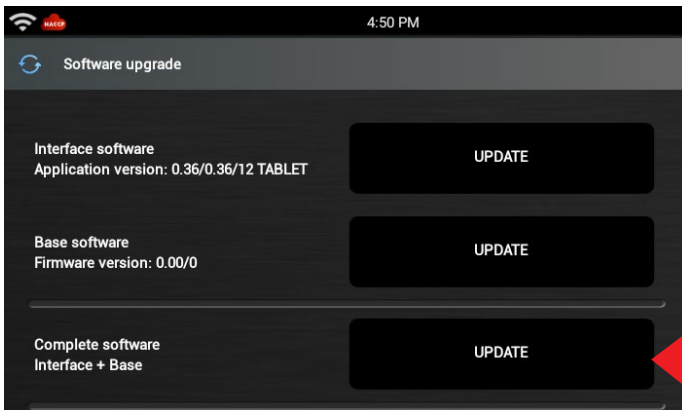 HACCP
4:50 PM
Software upgrade
Interface software
Application version: 0.36/0.36/12 TABLET
UPDATE
Base software
Firmware version: 0.00/0
UPDATE
Complete software
Interface + Base
UPDATE